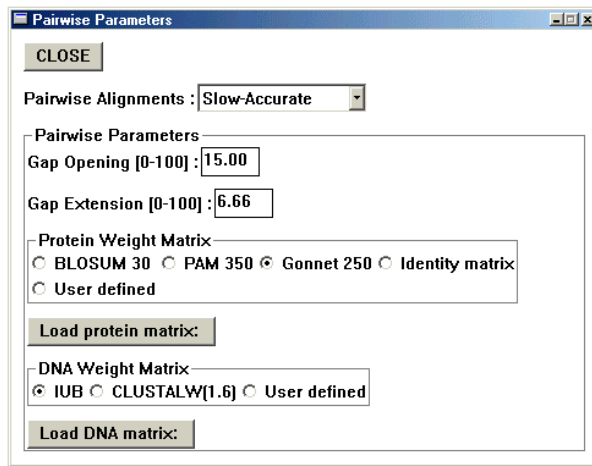 Pairwise Parameters
CLOSE
Pairwise Alignments : Slow-Accurate
Pairwise Parameters
Gap Opening [0-100] : 15.00
Gap Extension [0-100] : 6.66
Protein Weight Matrix
BLOSUM 30 PAM 350 Gonnet 250 Identity matrix
User defined
Load protein matrix:
DNA Weight Matrix
IUB CLUSTALW(1.6) User defined
Load DNA matrix: